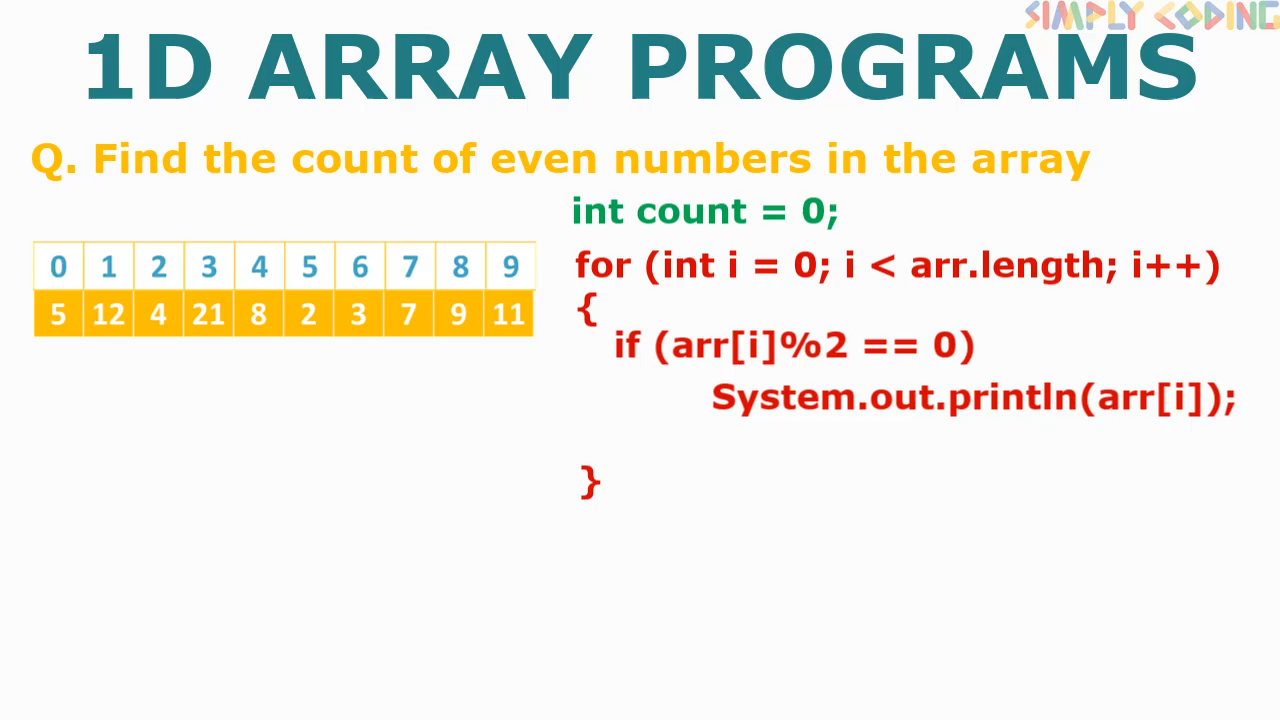 SIMPLY CODING
1D ARRAY PROGRAMS
Q. Find the count of even numbers in the array
int count = 0;
0 1 2 3 4 5 6 7 8 9
5 12 4 21 8 2 3 7 9 11
for (int i = 0; i < arr.length; i++)
{
if (arr[i]%2 == 0)
System.out.println(arr[i]);
}